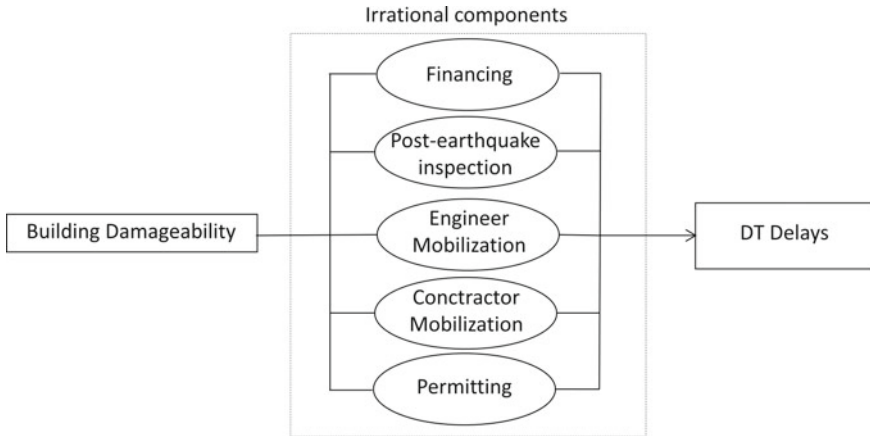 Irrational components
Financing
Post-earthquake
inspection
Building Damageability
Engineer
Mobilization
DT Delays
Conctractor
Mobilization
Permitting